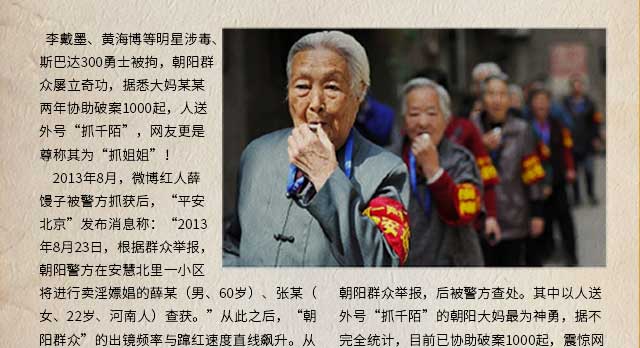 李戴墨、黄海博等明星涉毒、
斯巴达300勇士被拘，朝阳群
众屡立奇功，据悉大妈某某
两年协助破案1000起，人送
外号“抓千陌”，网友更是
尊称其为“抓姐姐”！
2013年8月，微博红人薛
馒子被警方抓获后，“平安
北京”发布消息称：“2013
年8月23日，根据群众举报，
朝阳警方在安慧北里一小区
将进行卖淫嫖娼的薛某（男、60岁）、张某（
女、22岁、河南人）查获。”从此之后，“朝
阳群众”的出镜频率与蹿红速度直线飙升。从
朝阳群众举报，后被警方查处。其中以人送
外号“抓千陌”的朝阳大妈最为神勇，据不
完全统计，目前已协助破案1000起，震惊网